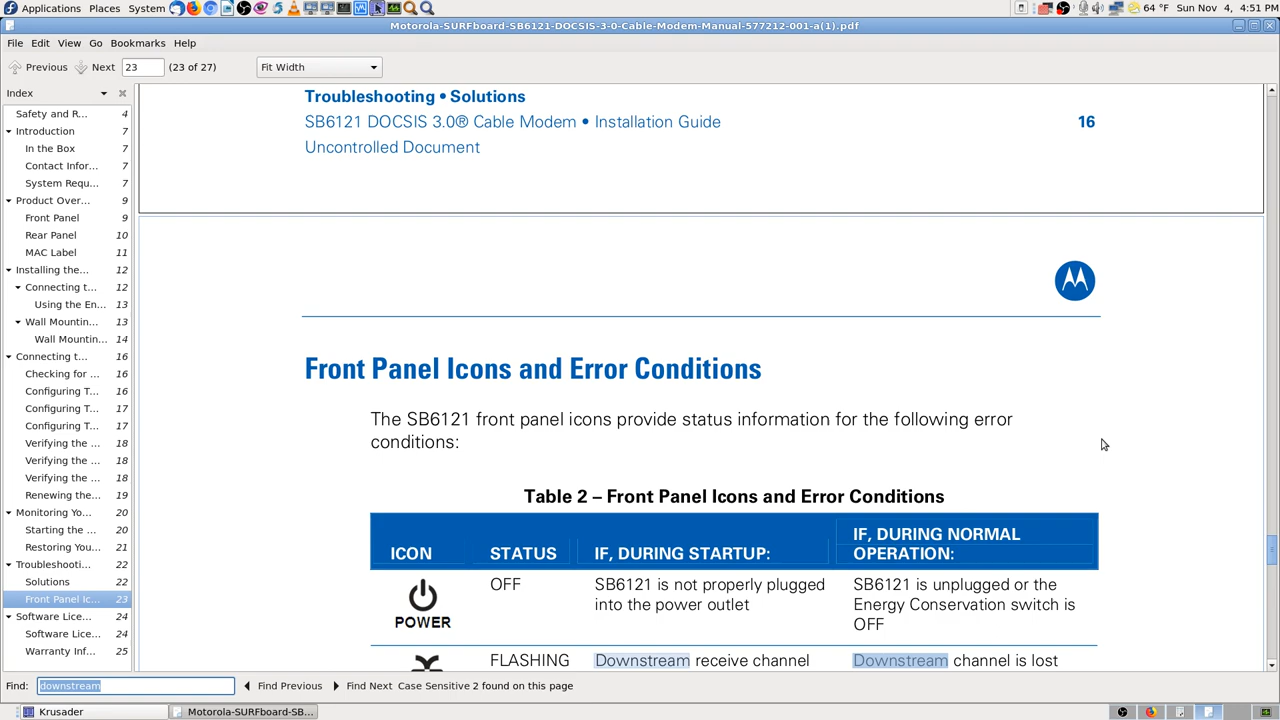 Applications Places System 64 °F Sun Nov 4, 4:51 PM
Motorola-SURFboard-SB6121-DOCSIS-3-0-Cable-Modem-Manual-577212-001-a(1).pdf
File Edit View Go Bookmarks Help
Previous Next 23 (23 of 27) Fit Width
Index
Safety and R... 4
Introduction 7
In the Box 7
Contact Infor... 7
System Requ... 7
Product Over... 9
Front Panel 9
Rear Panel 10
MAC Label 11
Installing the... 12
Connecting t... 12
Using the En... 13
Wall Mountin... 13
Wall Mountin... 14
Connecting t... 16
Checking for ... 16
Configuring T... 16
Configuring T... 17
Configuring T... 17
Verifying the ... 18
Verifying the ... 18
Verifying the ... 18
Renewing the... 19
Monitoring Yo... 20
Starting the ... 20
Restoring You... 21
Troubleshooti... 22
Solutions 22
Front Panel Ic... 23
Software Lice... 24
Software Lice... 24
Warranty Inf... 25
Troubleshooting • Solutions
SB6121 DOCSIS 3.0® Cable Modem • Installation Guide 16
Uncontrolled Document
Front Panel Icons and Error Conditions
The SB6121 front panel icons provide status information for the following error
conditions:
Table 2 – Front Panel Icons and Error Conditions
ICON STATUS IF, DURING STARTUP: IF, DURING NORMAL
OPERATION:
POWER
OFF
SB6121 is not properly plugged
into the power outlet
SB6121 is unplugged or the
Energy Conservation switch is
OFF
FLASHING Downstream receive channel Downstream channel is lost
Find: downstream Find Previous Find Next Case Sensitive 2 found on this page
Krusader Motorola-SURFboard-SB...